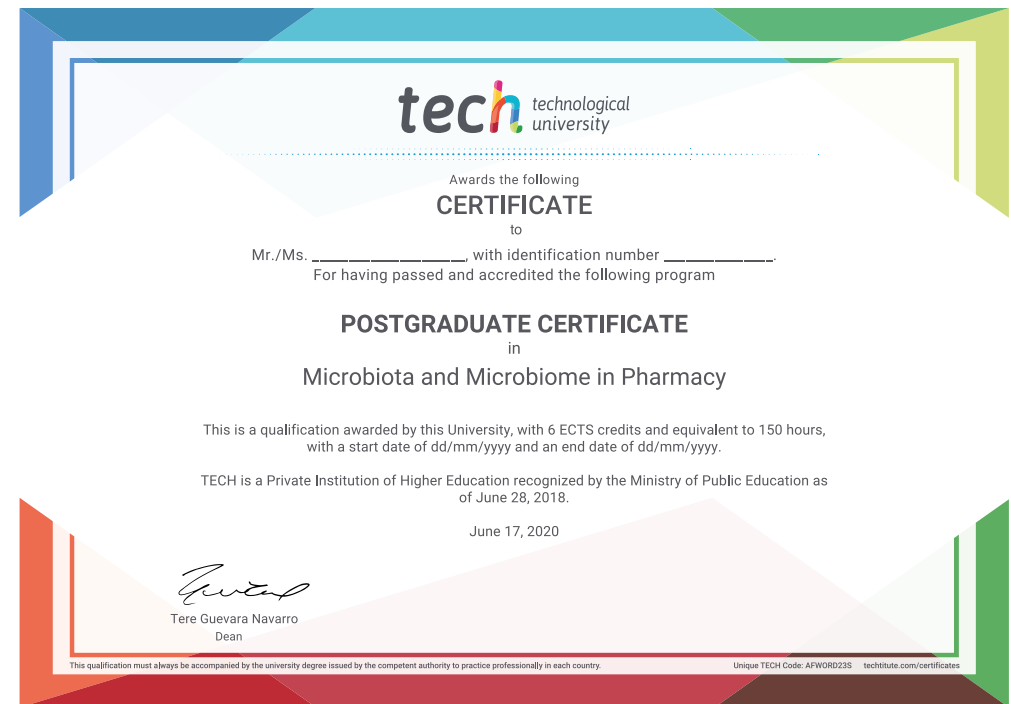 tech technological
university
Awards the following
CERTIFICATE
to
Mr./Ms. _________________, with identification number ____________.
For having passed and accredited the following program
POSTGRADUATE CERTIFICATE
in
Microbiota and Microbiome in Pharmacy
This is a qualification awarded by this University, with 6 ECTS credits and equivalent to 150 hours,
with a start date of dd/mm/yyyy and an end date of dd/mm/yyyy.
TECH is a Private Institution of Higher Education recognized by the Ministry of Public Education as
of June 28, 2018.
June 17, 2020
Tere Guevara Navarro
Dean
This qualification must always be accompanied by the university degree issued by the competent authority to practice professionally in each country.
Unique TECH Code: AFWORD23S techtitute.com/certificates